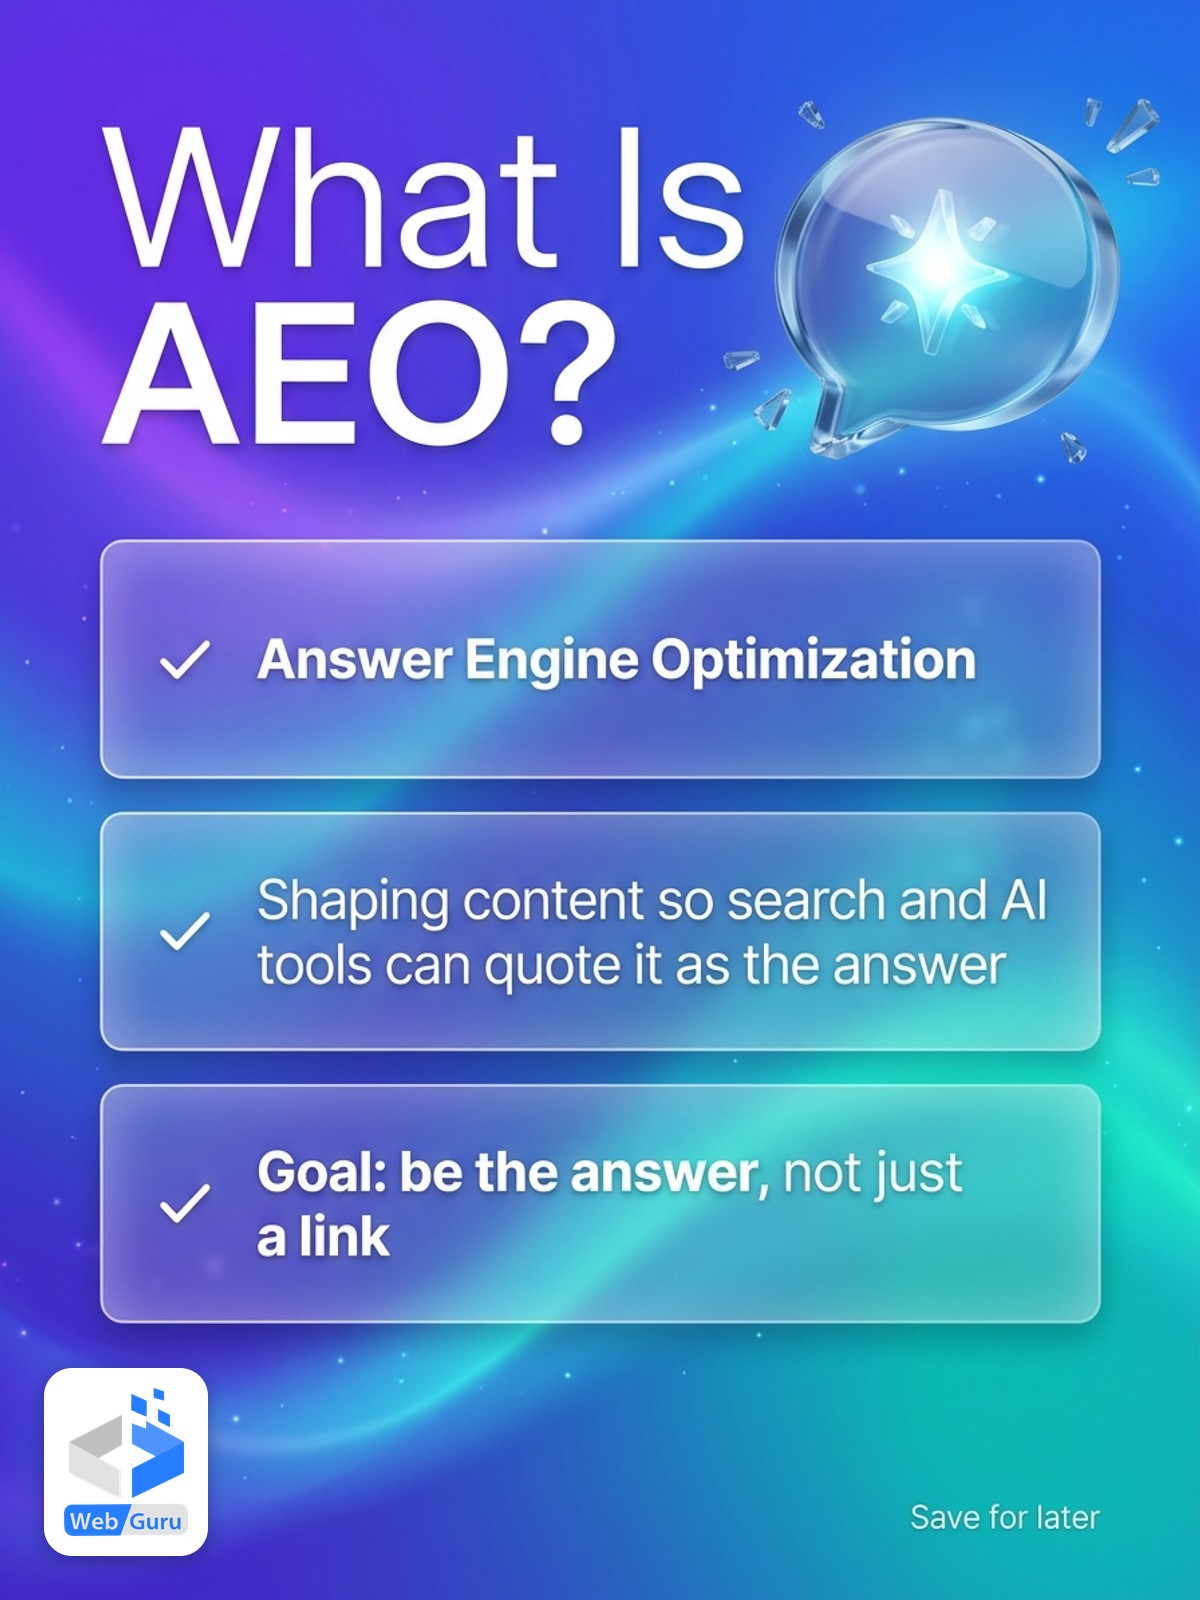 What Is
AEO?
Answer Engine Optimization
Shaping content so search and AI
tools can quote it as the answer
Goal: be the answer, not just
a link
Web Guru
Save for later